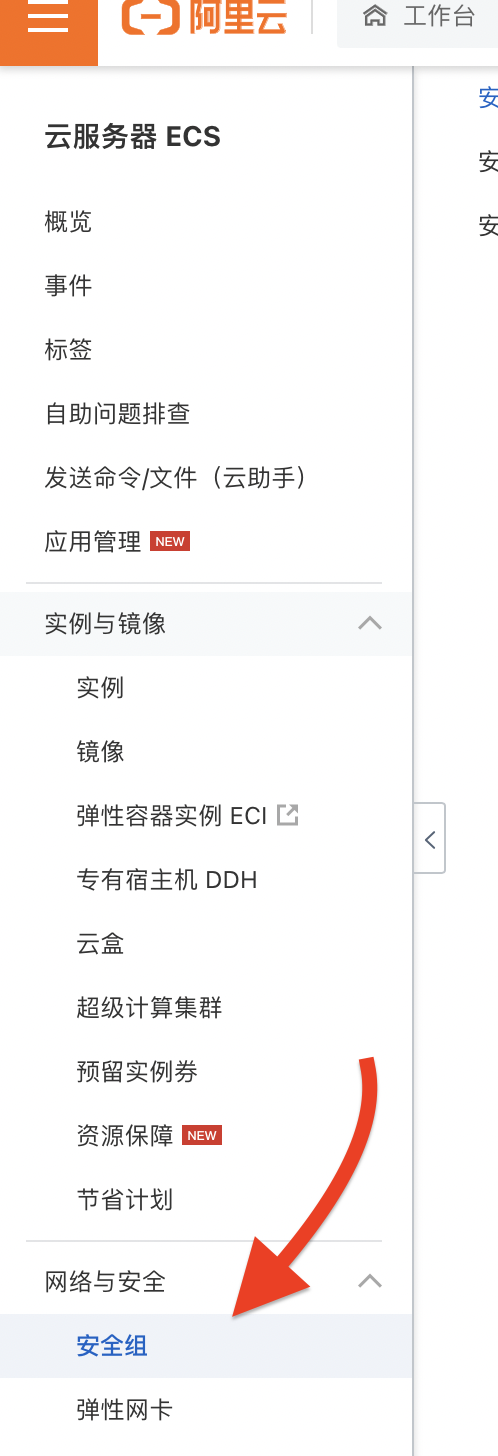 阿里云
工作台
云服务器 ECS
概览
事件
标签
自助问题排查
发送命令/文件（云助手）
应用管理 NEW
实例与镜像
实例
镜像
弹性容器实例 ECI
专有宿主机 DDH
云盒
超级计算集群
预留实例券
资源保障 NEW
节省计划
网络与安全
安全组
弹性网卡
安
安
安